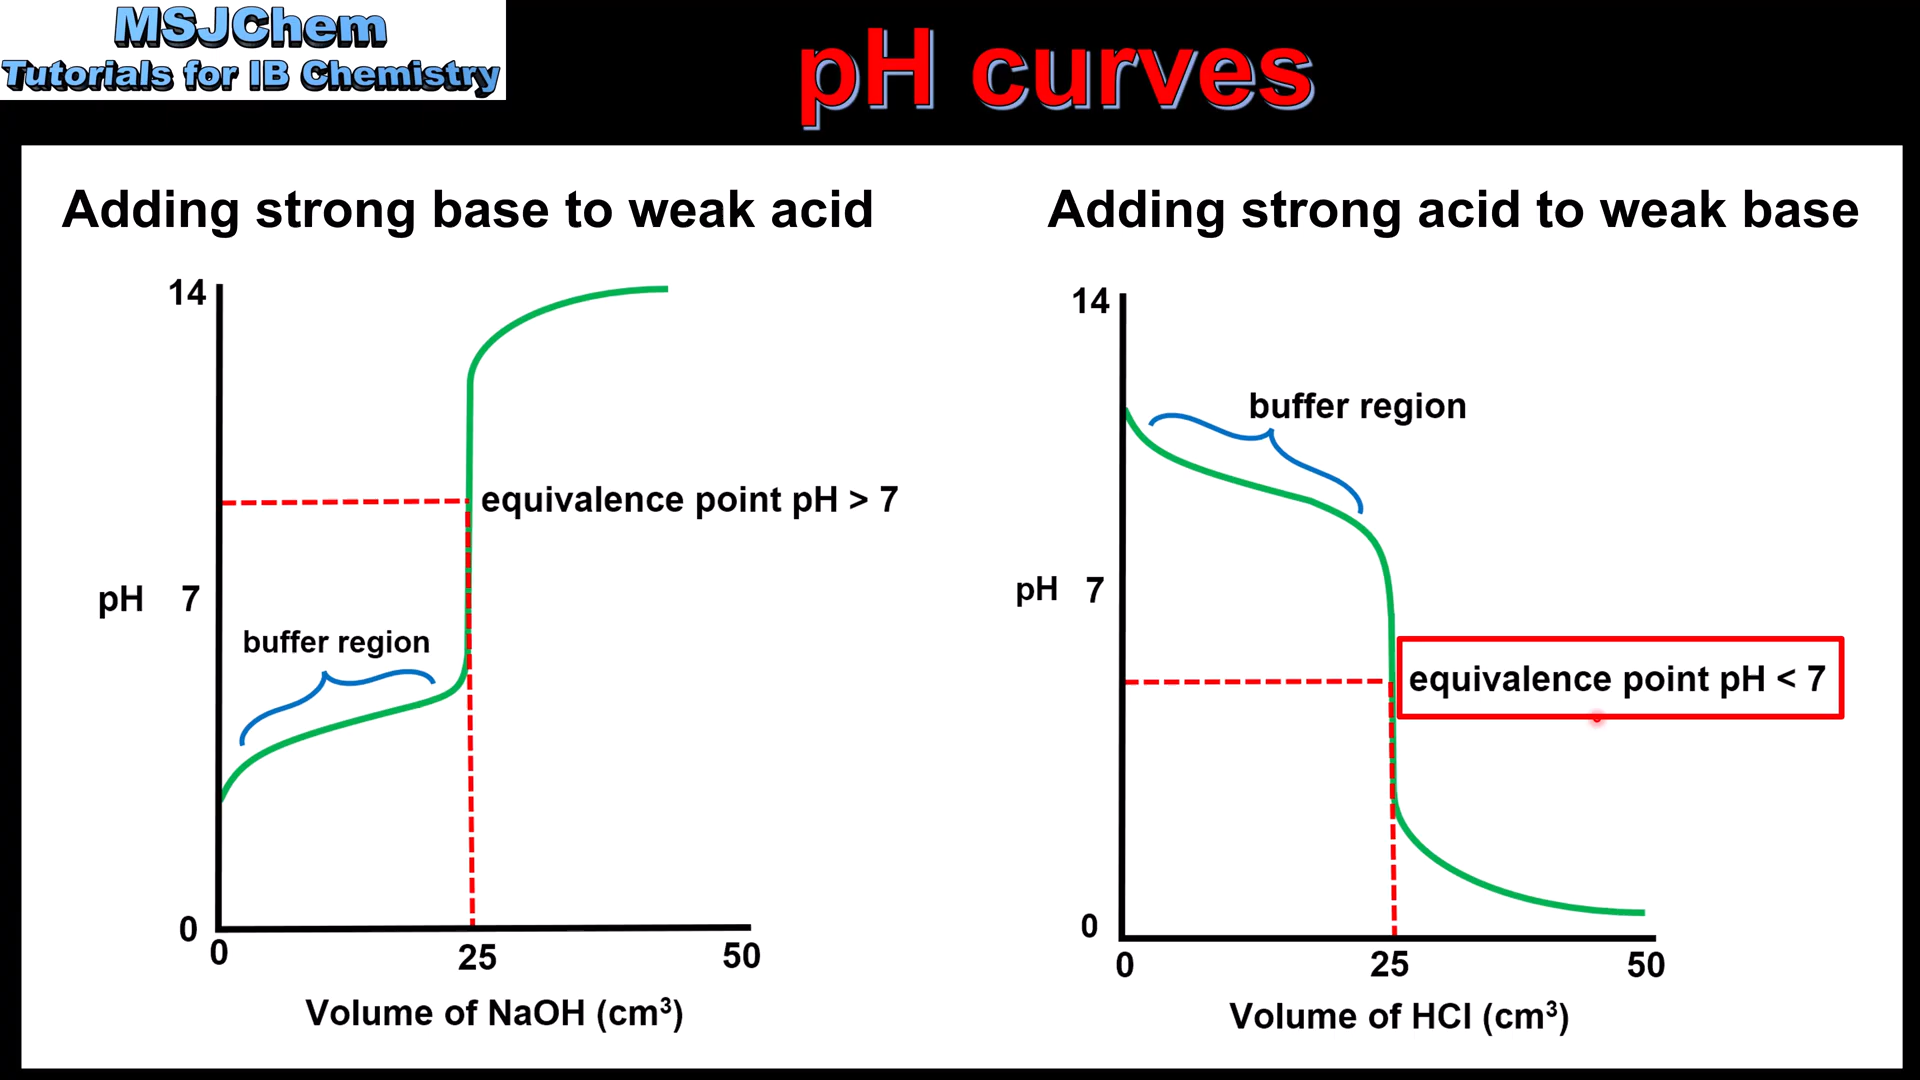 MSJChem
Tutorials for IB Chemistry
pH curves
Adding strong base to weak acid
14
equivalence point pH > 7
pH 7
buffer region
0
0 25 50
Volume of NaOH (cm³)
Adding strong acid to weak base
14
buffer region
pH 7
equivalence point pH < 7
0
0 25 50
Volume of HCl (cm³)